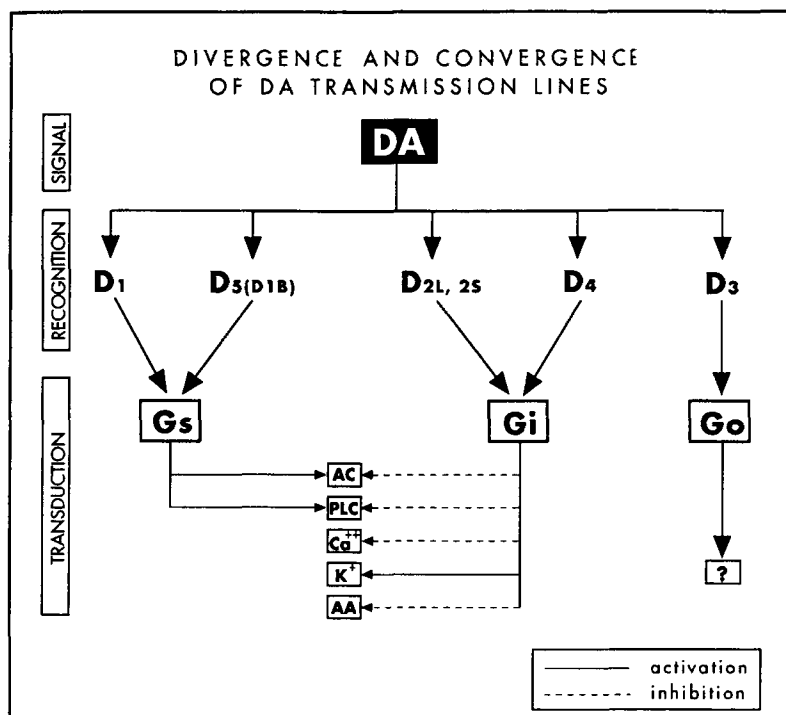 DIVERGENCE AND CONVERGENCE
OF DA TRANSMISSION LINES
SIGNAL
DA
RECOGNITION
D1
D5(D1B)
D2L, 2S
D4
D3
TRANSDUCTION
Gs
Gi
Go
AC
PLC
Ca++
K+
AA
?
activation
inhibition